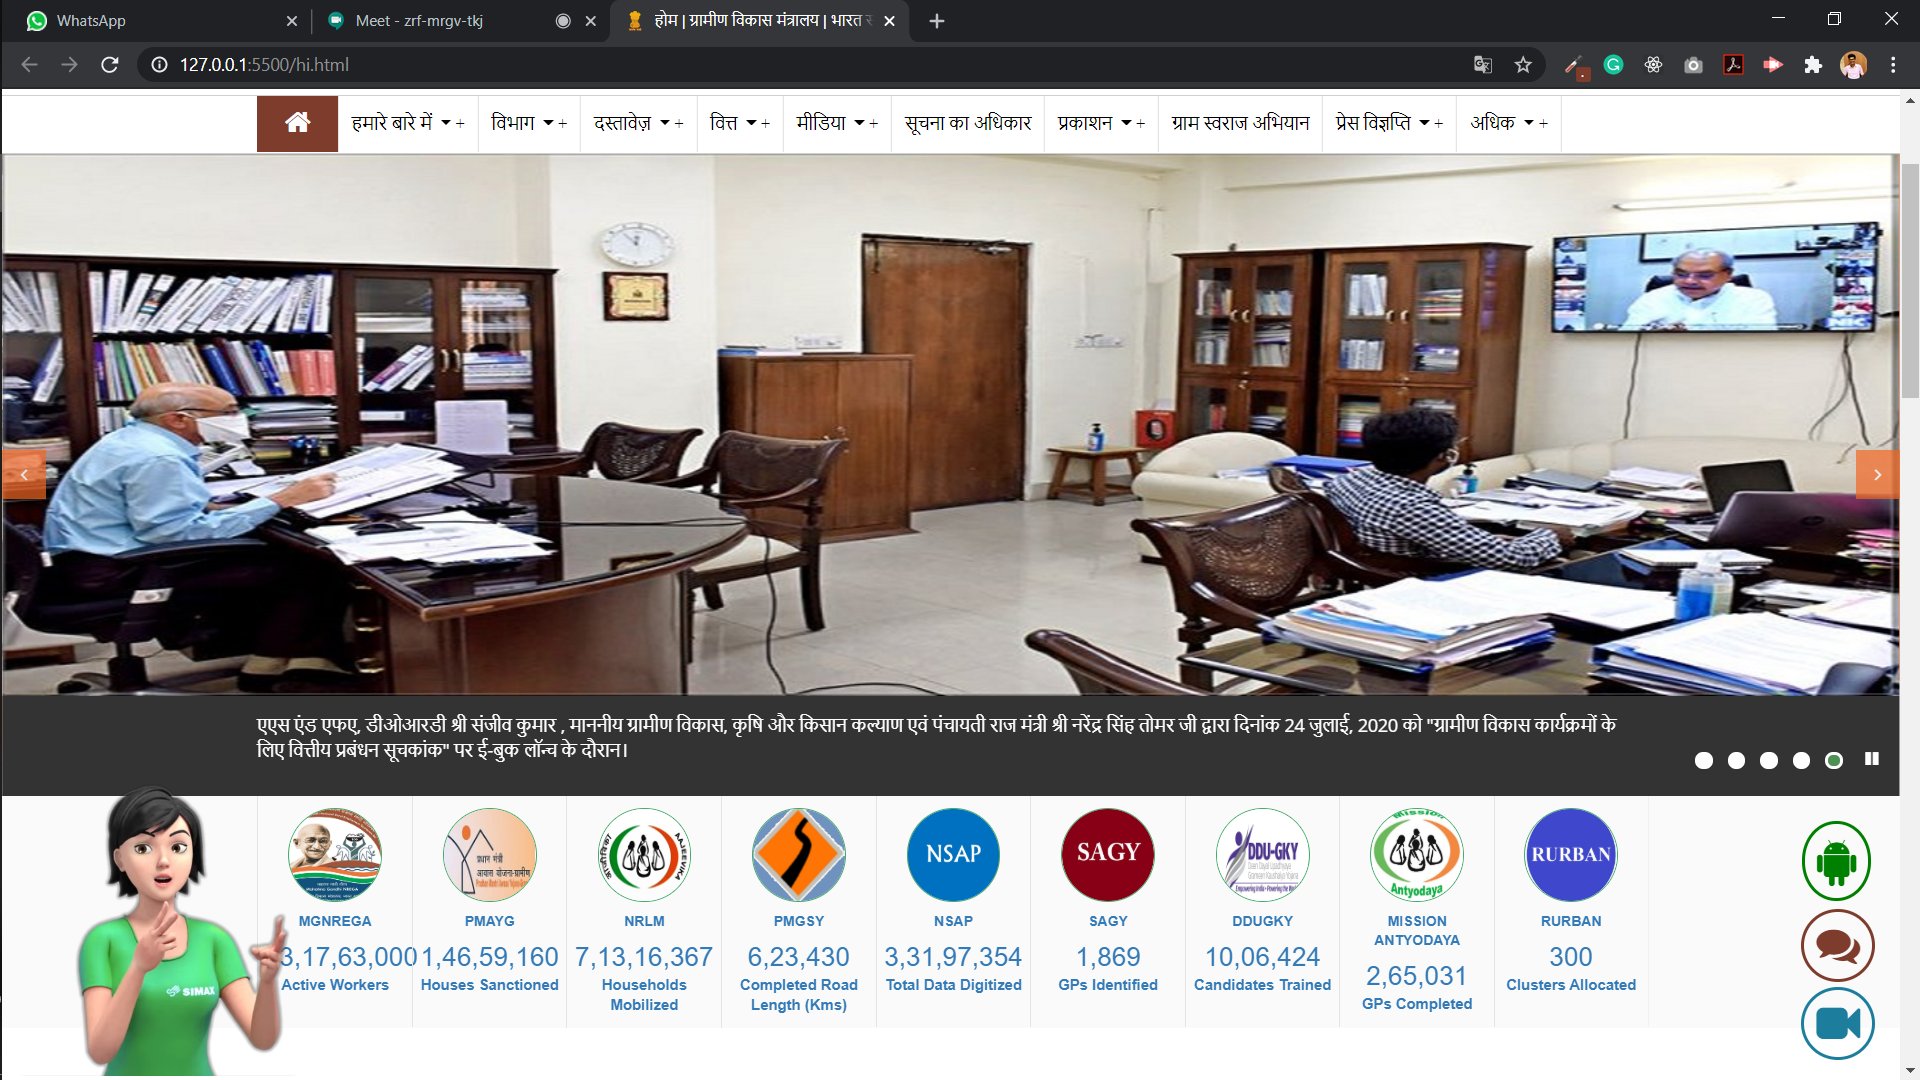 WhatsApp
Meet - zrf-mrgv-tkj
होम | ग्रामीण विकास मंत्रालय | भारत
127.0.0.1:5500/hi.html
हमारे बारे में +
विभाग +
दस्तावेज़ +
वित्त +
मीडिया +
सूचना का अधिकार
प्रकाशन +
ग्राम स्वराज अभियान
प्रेस विज्ञप्ति +
अधिक +
एएस एंड एफए, डीओआरडी श्री संजीव कुमार , माननीय ग्रामीण विकास, कृषि और किसान कल्याण एवं पंचायती राज मंत्री श्री नरेंद्र सिंह तोमर जी द्वारा दिनांक 24 जुलाई, 2020 को "ग्रामीण विकास कार्यक्रमों के
लिए वित्तीय प्रबंधन सूचकांक" पर ई-बुक लॉन्च के दौरान।
MGNREGA
3,17,63,000
Active Workers
प्रधान मंत्री
आवास योजना-ग्रामीण
PMAYG
1,46,59,160
Houses Sanctioned
आजीविका
AAJEEVIKA
NRLM
7,13,16,367
Households
Mobilized
PMGSY
6,23,430
Completed Road
Length (Kms)
NSAP
NSAP
3,31,97,354
Total Data Digitized
SAGY
SAGY
1,869
GPs Identified
DDU-GKY
DDUGKY
10,06,424
Candidates Trained
Mission
Antyodaya
MISSION
ANTYODAYA
2,65,031
GPs Completed
RURBAN
RURBAN
300
Clusters Allocated
SIMAX